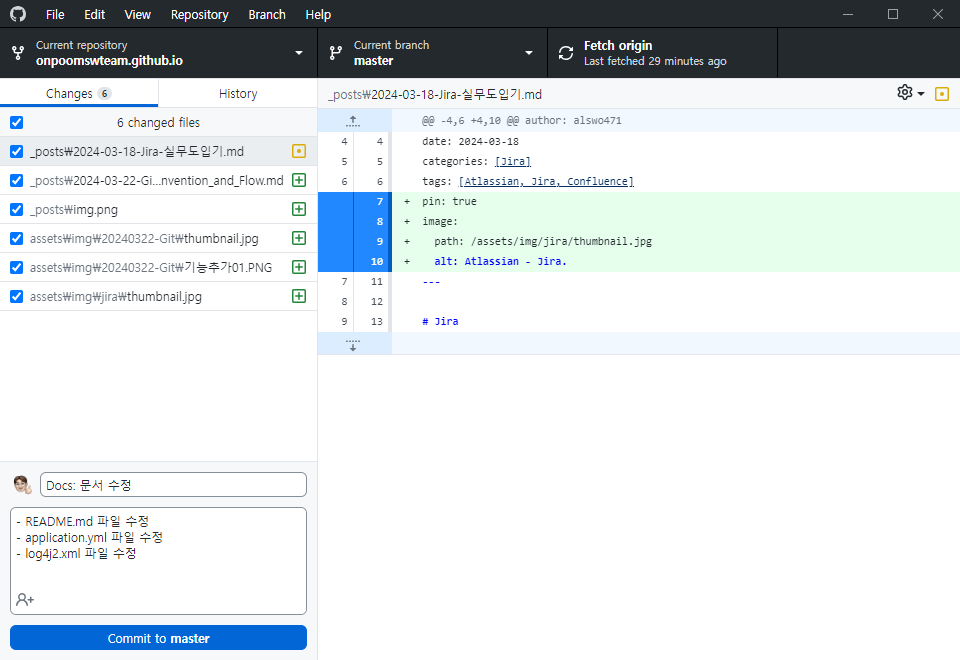 File Edit View Repository Branch Help
Current repository
onpoomswteam.github.io
Current branch
master
Fetch origin
Last fetched 29 minutes ago
Changes 6
History
6 changed files
_posts₩2024-03-18-Jira-실무도입기.md
_posts₩2024-03-22-Gi...nvention_and_Flow.md
_posts₩img.png
assets₩img₩20240322-Git₩thumbnail.jpg
assets₩img₩20240322-Git₩기능추가01.PNG
assets₩img₩jira₩thumbnail.jpg
Docs: 문서 수정
- README.md 파일 수정
- application.yml 파일 수정
- log4j2.xml 파일 수정
Commit to master
_posts₩2024-03-18-Jira-실무도입기.md
@@ -4,6 +4,10 @@ author: alswo471
4 4 date: 2024-03-18
5 5 categories: [Jira]
6 6 tags: [Atlassian, Jira, Confluence]
7 + pin: true
8 + image:
9 + path: /assets/img/jira/thumbnail.jpg
10 + alt: Atlassian - Jira.
7 11 ---
8 12
9 13 # Jira